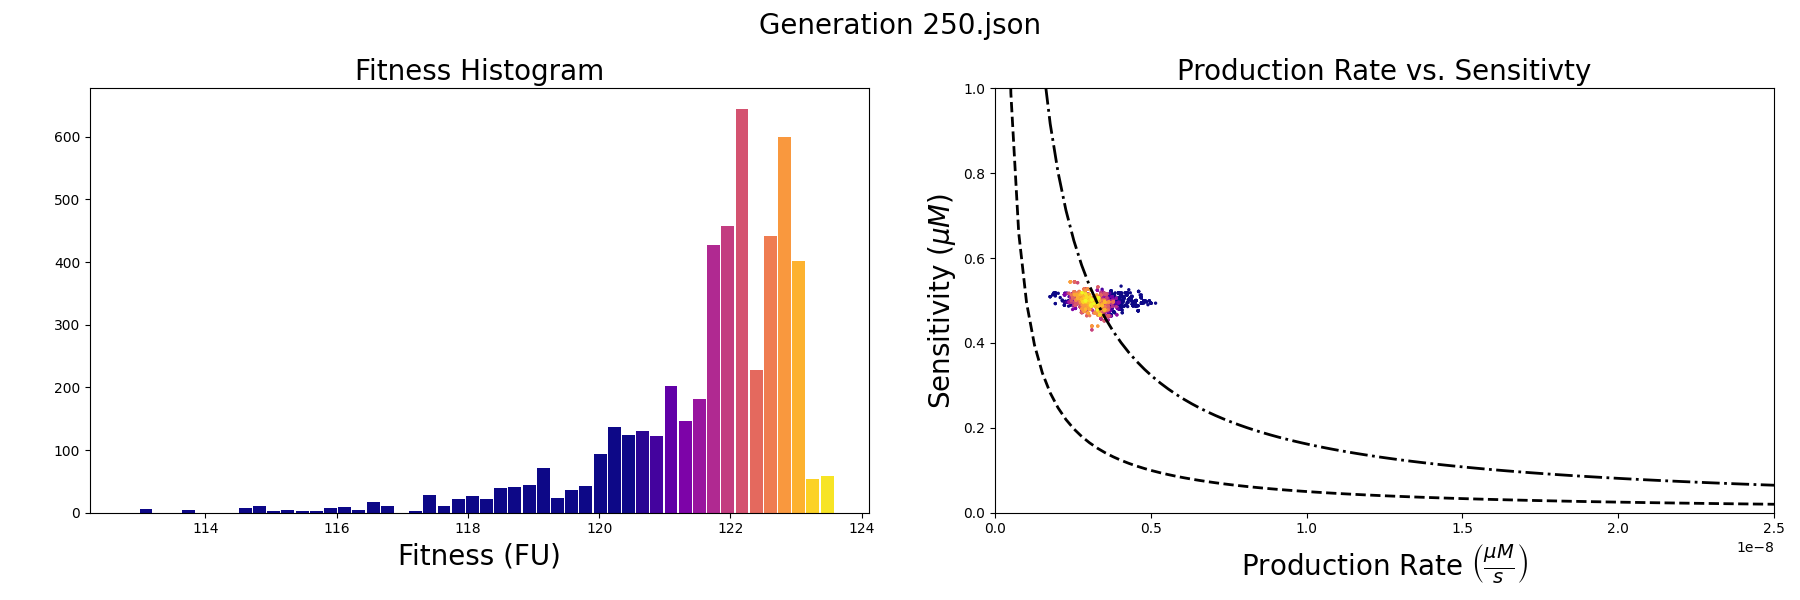 Generation 250.json
Fitness Histogram
600
500
400
300
200
100
0
114 116 118 120 122 124
Fitness (FU)
Production Rate vs. Sensitivty
Sensitivity (μM)
1.0
0.8
0.6
0.4
0.2
0.0
0.0 0.5 1.0 1.5 2.0 2.5
1e−8
Production Rate (μM/s)